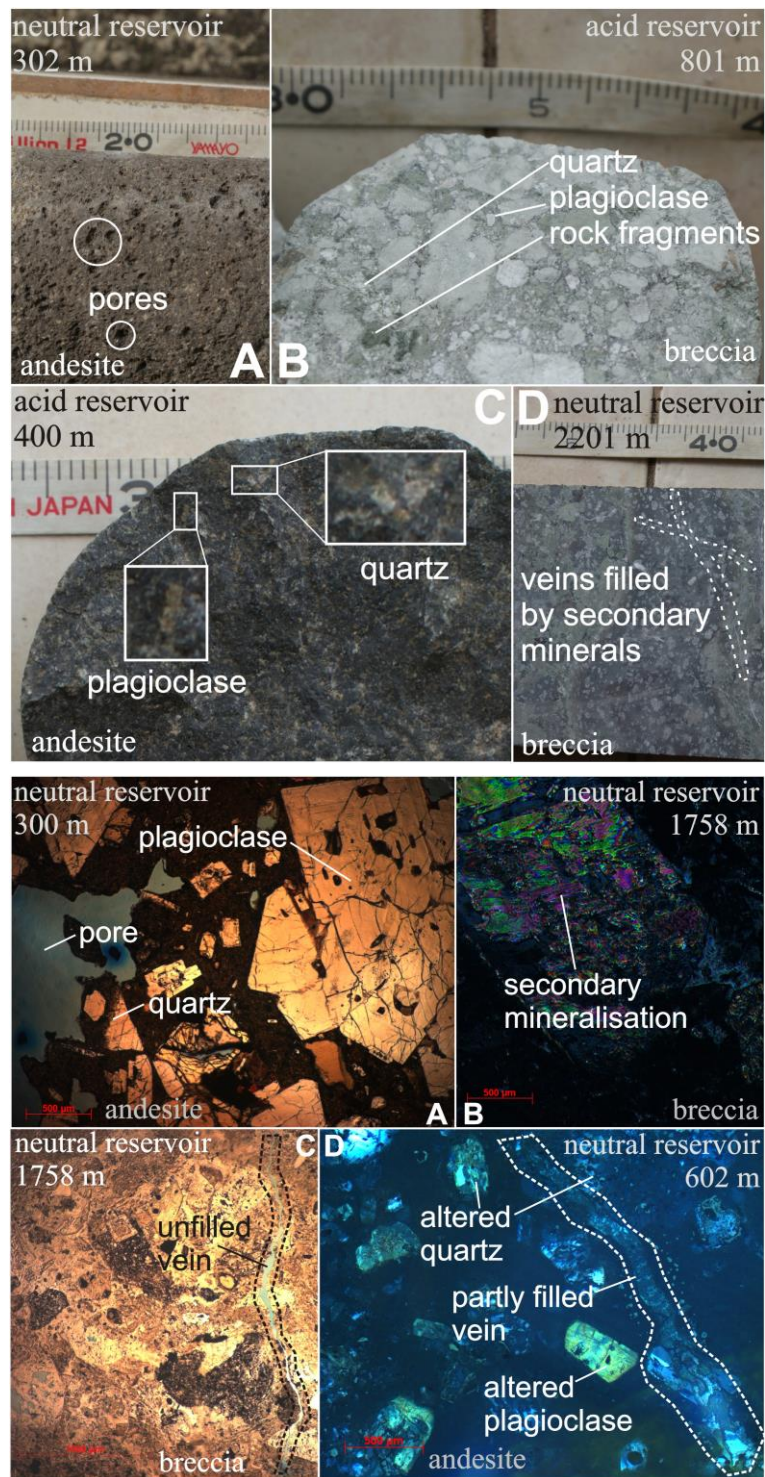 neutral reservoir
302 m
2•0
YAMAYO
pores
andesite
A
acid reservoir
801 m
5
quartz
plagioclase
rock fragments
B
breccia
acid reservoir
400 m
C
JAPAN
3
quartz
plagioclase
andesite
D
neutral reservoir
2201 m
4•0
veins filled
by secondary
minerals
breccia
neutral reservoir
300 m
plagioclase
pore
quartz
500 µm
andesite
A
neutral reservoir
1758 m
secondary
mineralisation
500 µm
B
breccia
neutral reservoir
1758 m
C
unfilled
vein
breccia
D
neutral reservoir
602 m
altered
quartz
partly filled
vein
altered
plagioclase
500 µm
andesite